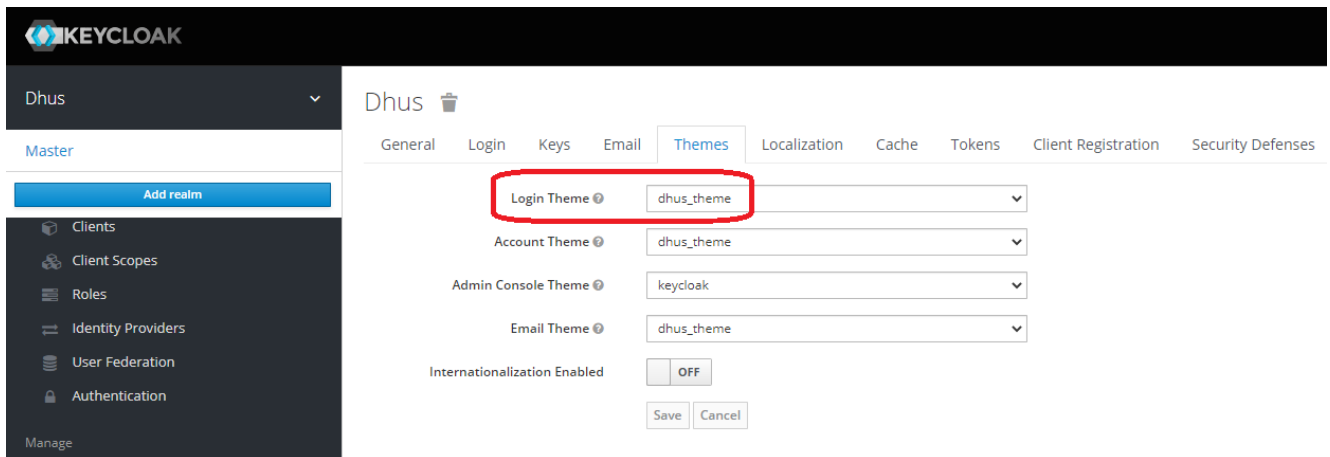 KEYCLOAK
Dhus
Master
Add realm
Clients
Client Scopes
Roles
Identity Providers
User Federation
Authentication
Manage
Dhus
General Login Keys Email Themes Localization Cache Tokens Client Registration Security Defenses
Login Theme dhus_theme
Account Theme dhus_theme
Admin Console Theme keycloak
Email Theme dhus_theme
Internationalization Enabled OFF
Save Cancel